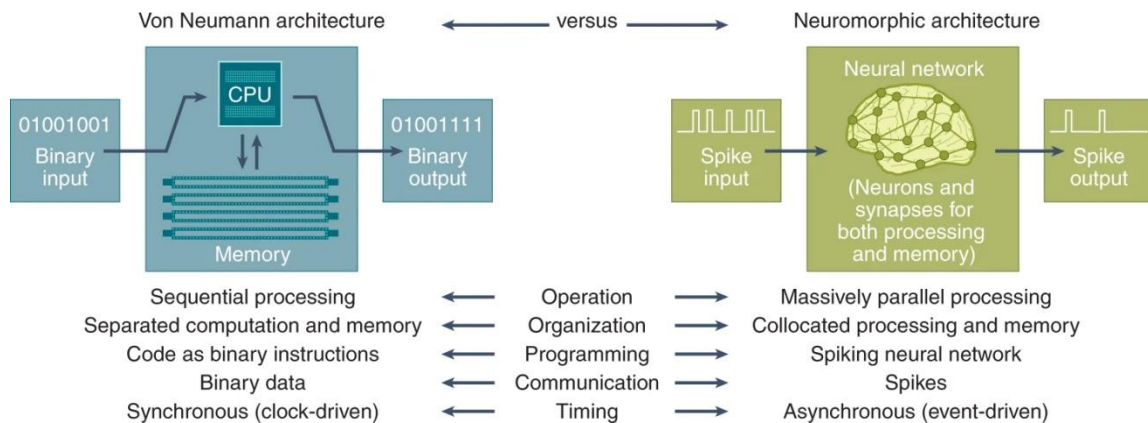 Von Neumann architecture versus Neuromorphic architecture
CPU
01001001
Binary
input
01001111
Binary
output
Memory
Neural network
Spike
input
Spike
output
(Neurons and
synapses for
both processing
and memory)
Sequential processing Operation Massively parallel processing
Separated computation and memory Organization Collocated processing and memory
Code as binary instructions Programming Spiking neural network
Binary data Communication Spikes
Synchronous (clock-driven) Timing Asynchronous (event-driven)